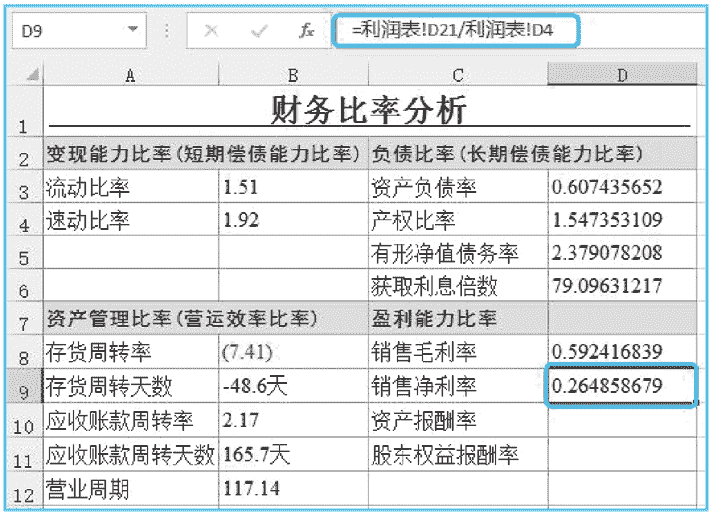 D9 fx =利润表!D21/利润表!D4
A B C D
1 财务比率分析
2 变现能力比率(短期偿债能力比率) 负债比率(长期偿债能力比率)
3 流动比率 1.51 资产负债率 0.607435652
4 速动比率 1.92 产权比率 1.547353109
5 有形净值债务率 2.379078208
6 获取利息倍数 79.09631217
7 资产管理比率(营运效率比率) 盈利能力比率
8 存货周转率 (7.41) 销售毛利率 0.592416839
9 存货周转天数 -48.6天 销售净利率 0.264858679
10 应收账款周转率 2.17 资产报酬率
11 应收账款周转天数 165.7天 股东权益报酬率
12 营业周期 117.14